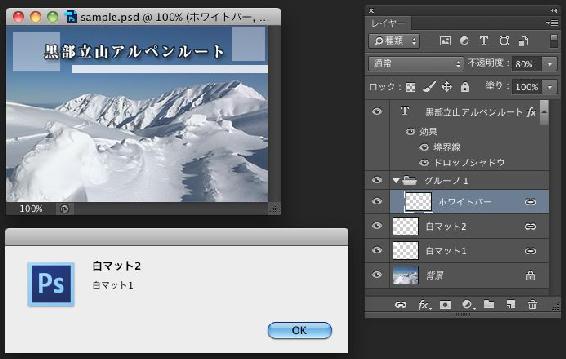 sample.psd @ 100% (ホワイトバー, ...
黒部立山アルペンルート
100%
白マット2
白マット1
Ps
OK
レイヤー
種類
通常
不透明度: 80%
ロック:
塗り: 100%
T 黒部立山アルペンルート fx
効果
境界線
ドロップシャドウ
グループ 1
ホワイトバー
白マット2
白マット1
背景
fx